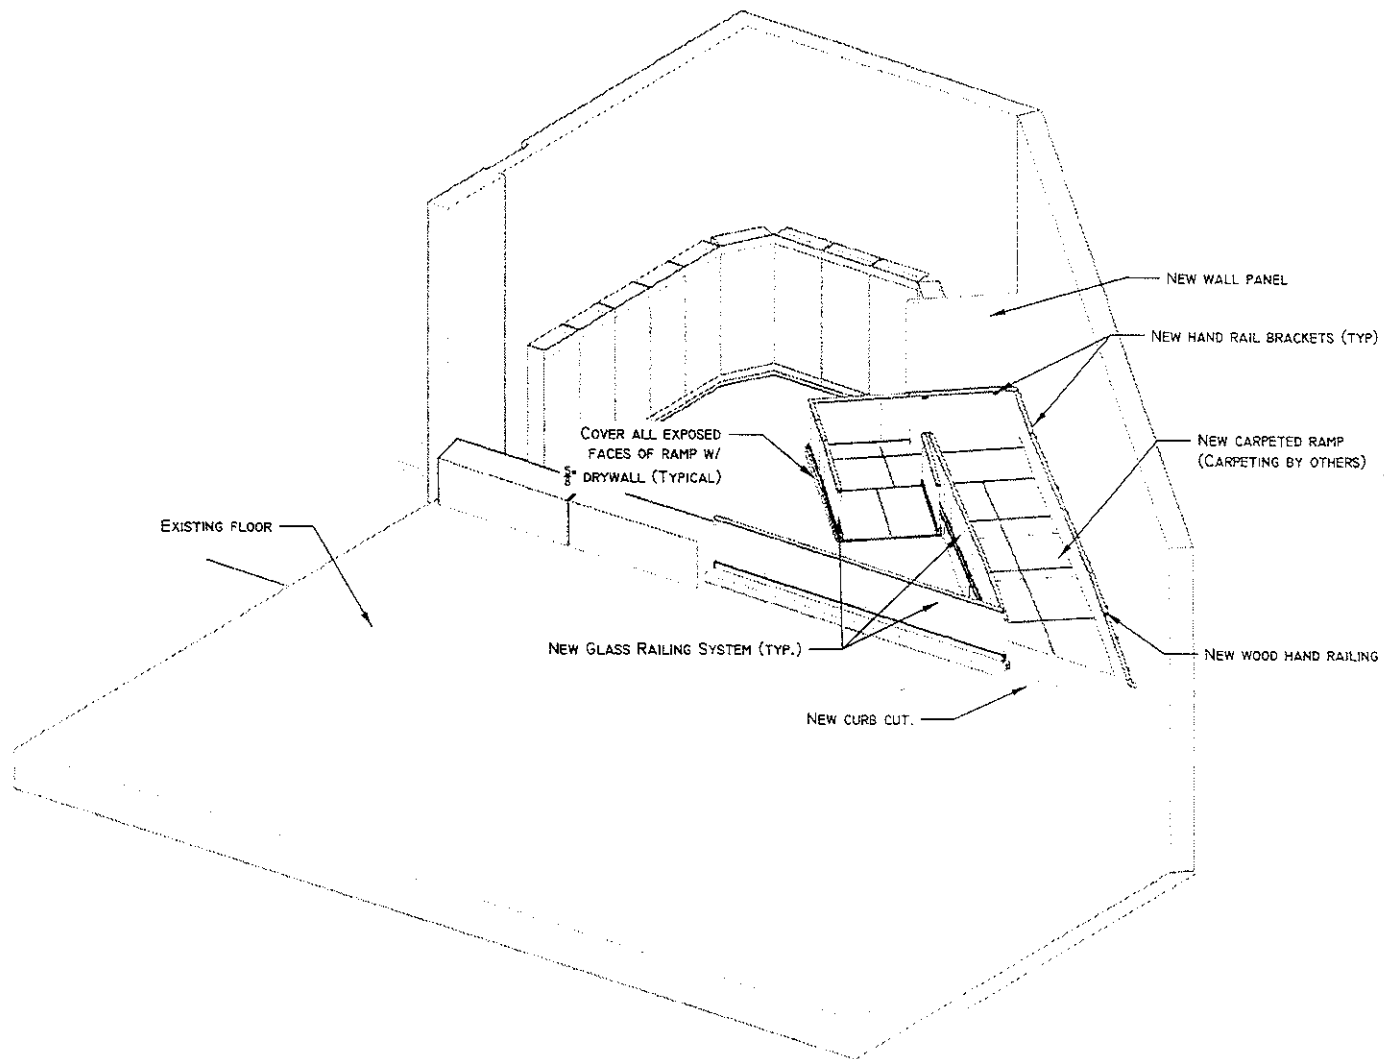 NEW WALL PANEL
NEW HAND RAIL BRACKETS (TYP)
COVER ALL EXPOSED
FACES OF RAMP W/
5/8" DRYWALL (TYPICAL)
NEW CARPETED RAMP
(CARPETING BY OTHERS)
EXISTING FLOOR
NEW GLASS RAILING SYSTEM (TYP.)
NEW WOOD HAND RAILING
NEW CURB CUT.